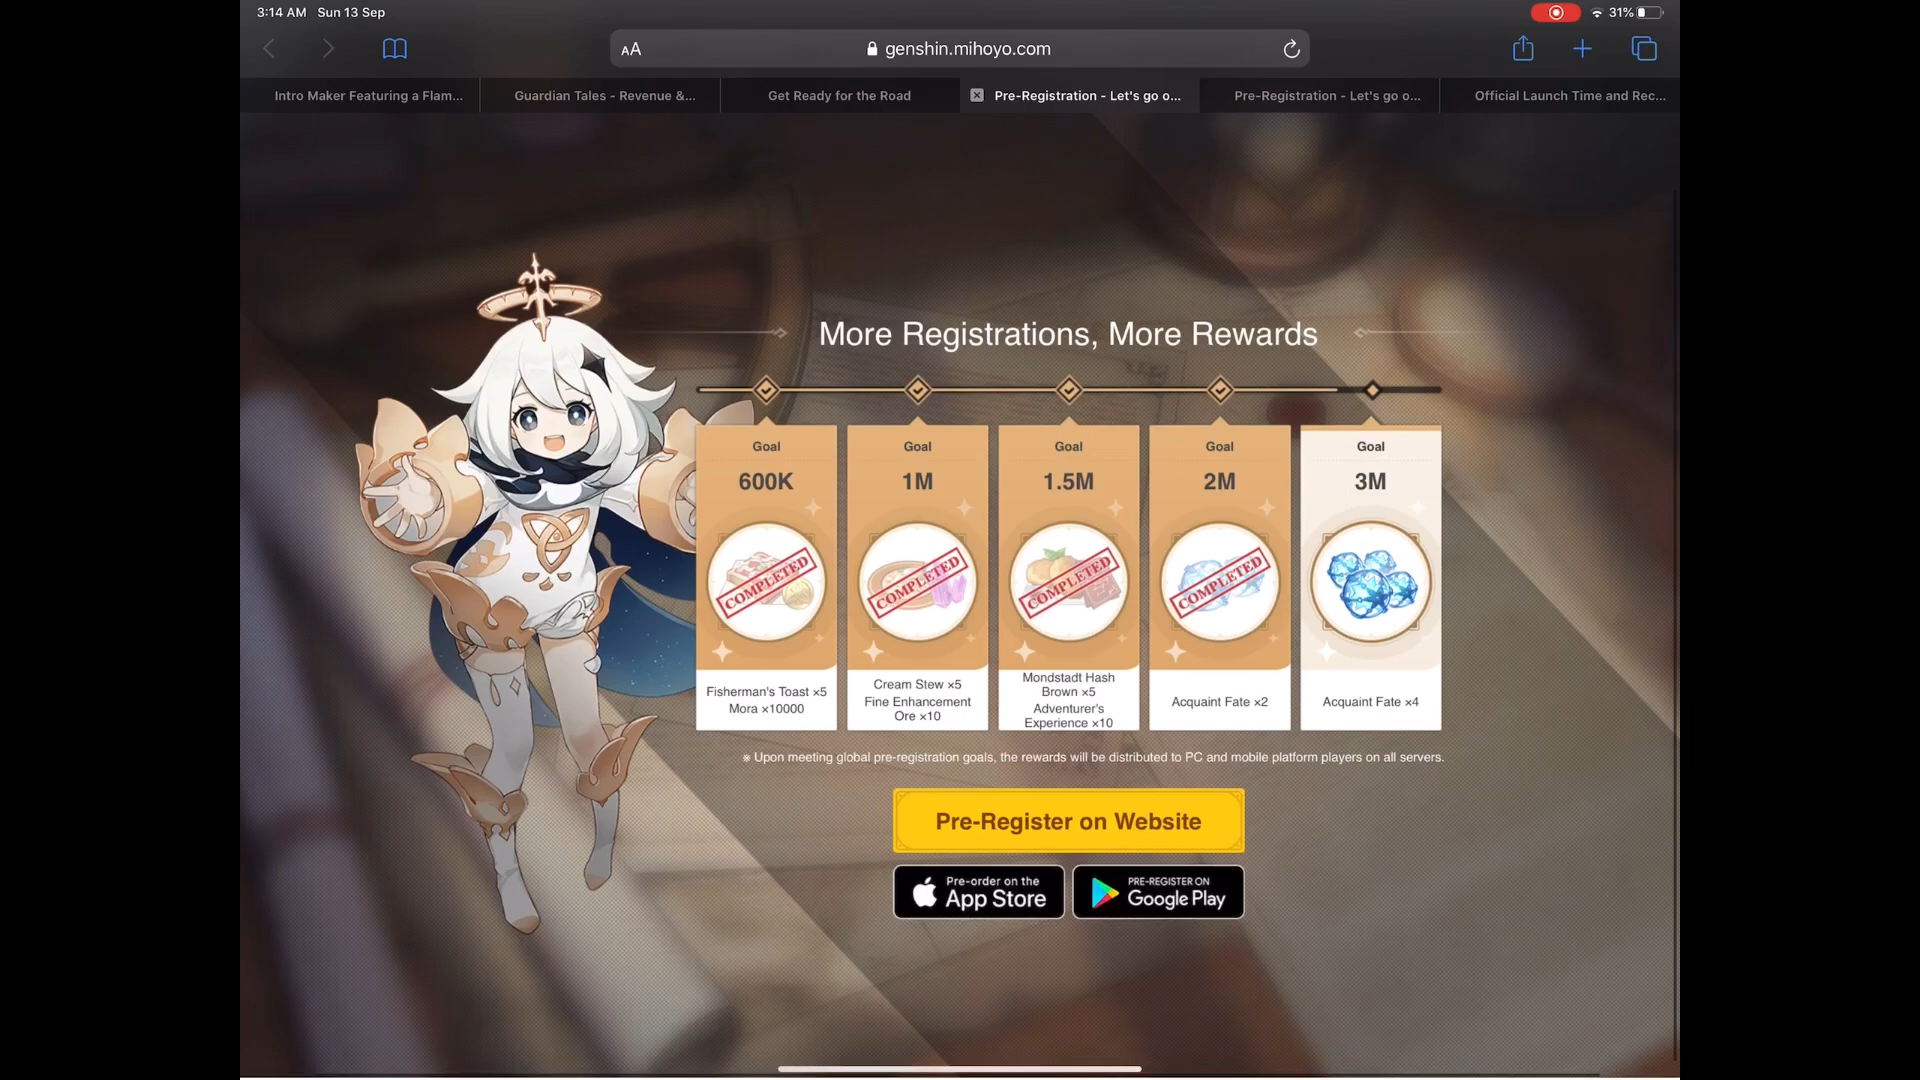 3:14 AM Sun 13 Sep
31%
AA
genshin.mihoyo.com
Intro Maker Featuring a Flam...
Guardian Tales - Revenue &...
Get Ready for the Road
Pre-Registration - Let's go o...
Pre-Registration - Let's go o...
Official Launch Time and Rec...
More Registrations, More Rewards
Goal
600K
COMPLETED
Fisherman's Toast ×5
Mora ×10000
Goal
1M
COMPLETED
Cream Stew ×5
Fine Enhancement
Ore ×10
Goal
1.5M
COMPLETED
Mondstadt Hash
Brown ×5
Adventurer's
Experience ×10
Goal
2M
COMPLETED
Acquaint Fate ×2
Goal
3M
Acquaint Fate ×4
※ Upon meeting global pre-registration goals, the rewards will be distributed to PC and mobile platform players on all servers.
Pre-Register on Website
Pre-order on the
App Store
PRE-REGISTER ON
Google Play